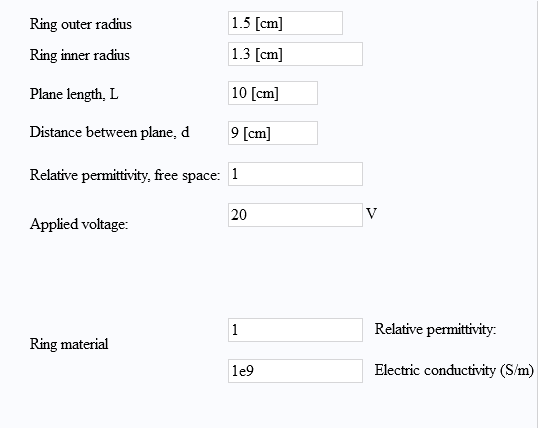 Ring outer radius 1.5 [cm]
Ring inner radius 1.3 [cm]
Plane length, L 10 [cm]
Distance between plane, d 9 [cm]
Relative permittivity, free space: 1
Applied voltage: 20 V
1 Relative permittivity:
Ring material
1e9 Electric conductivity (S/m)